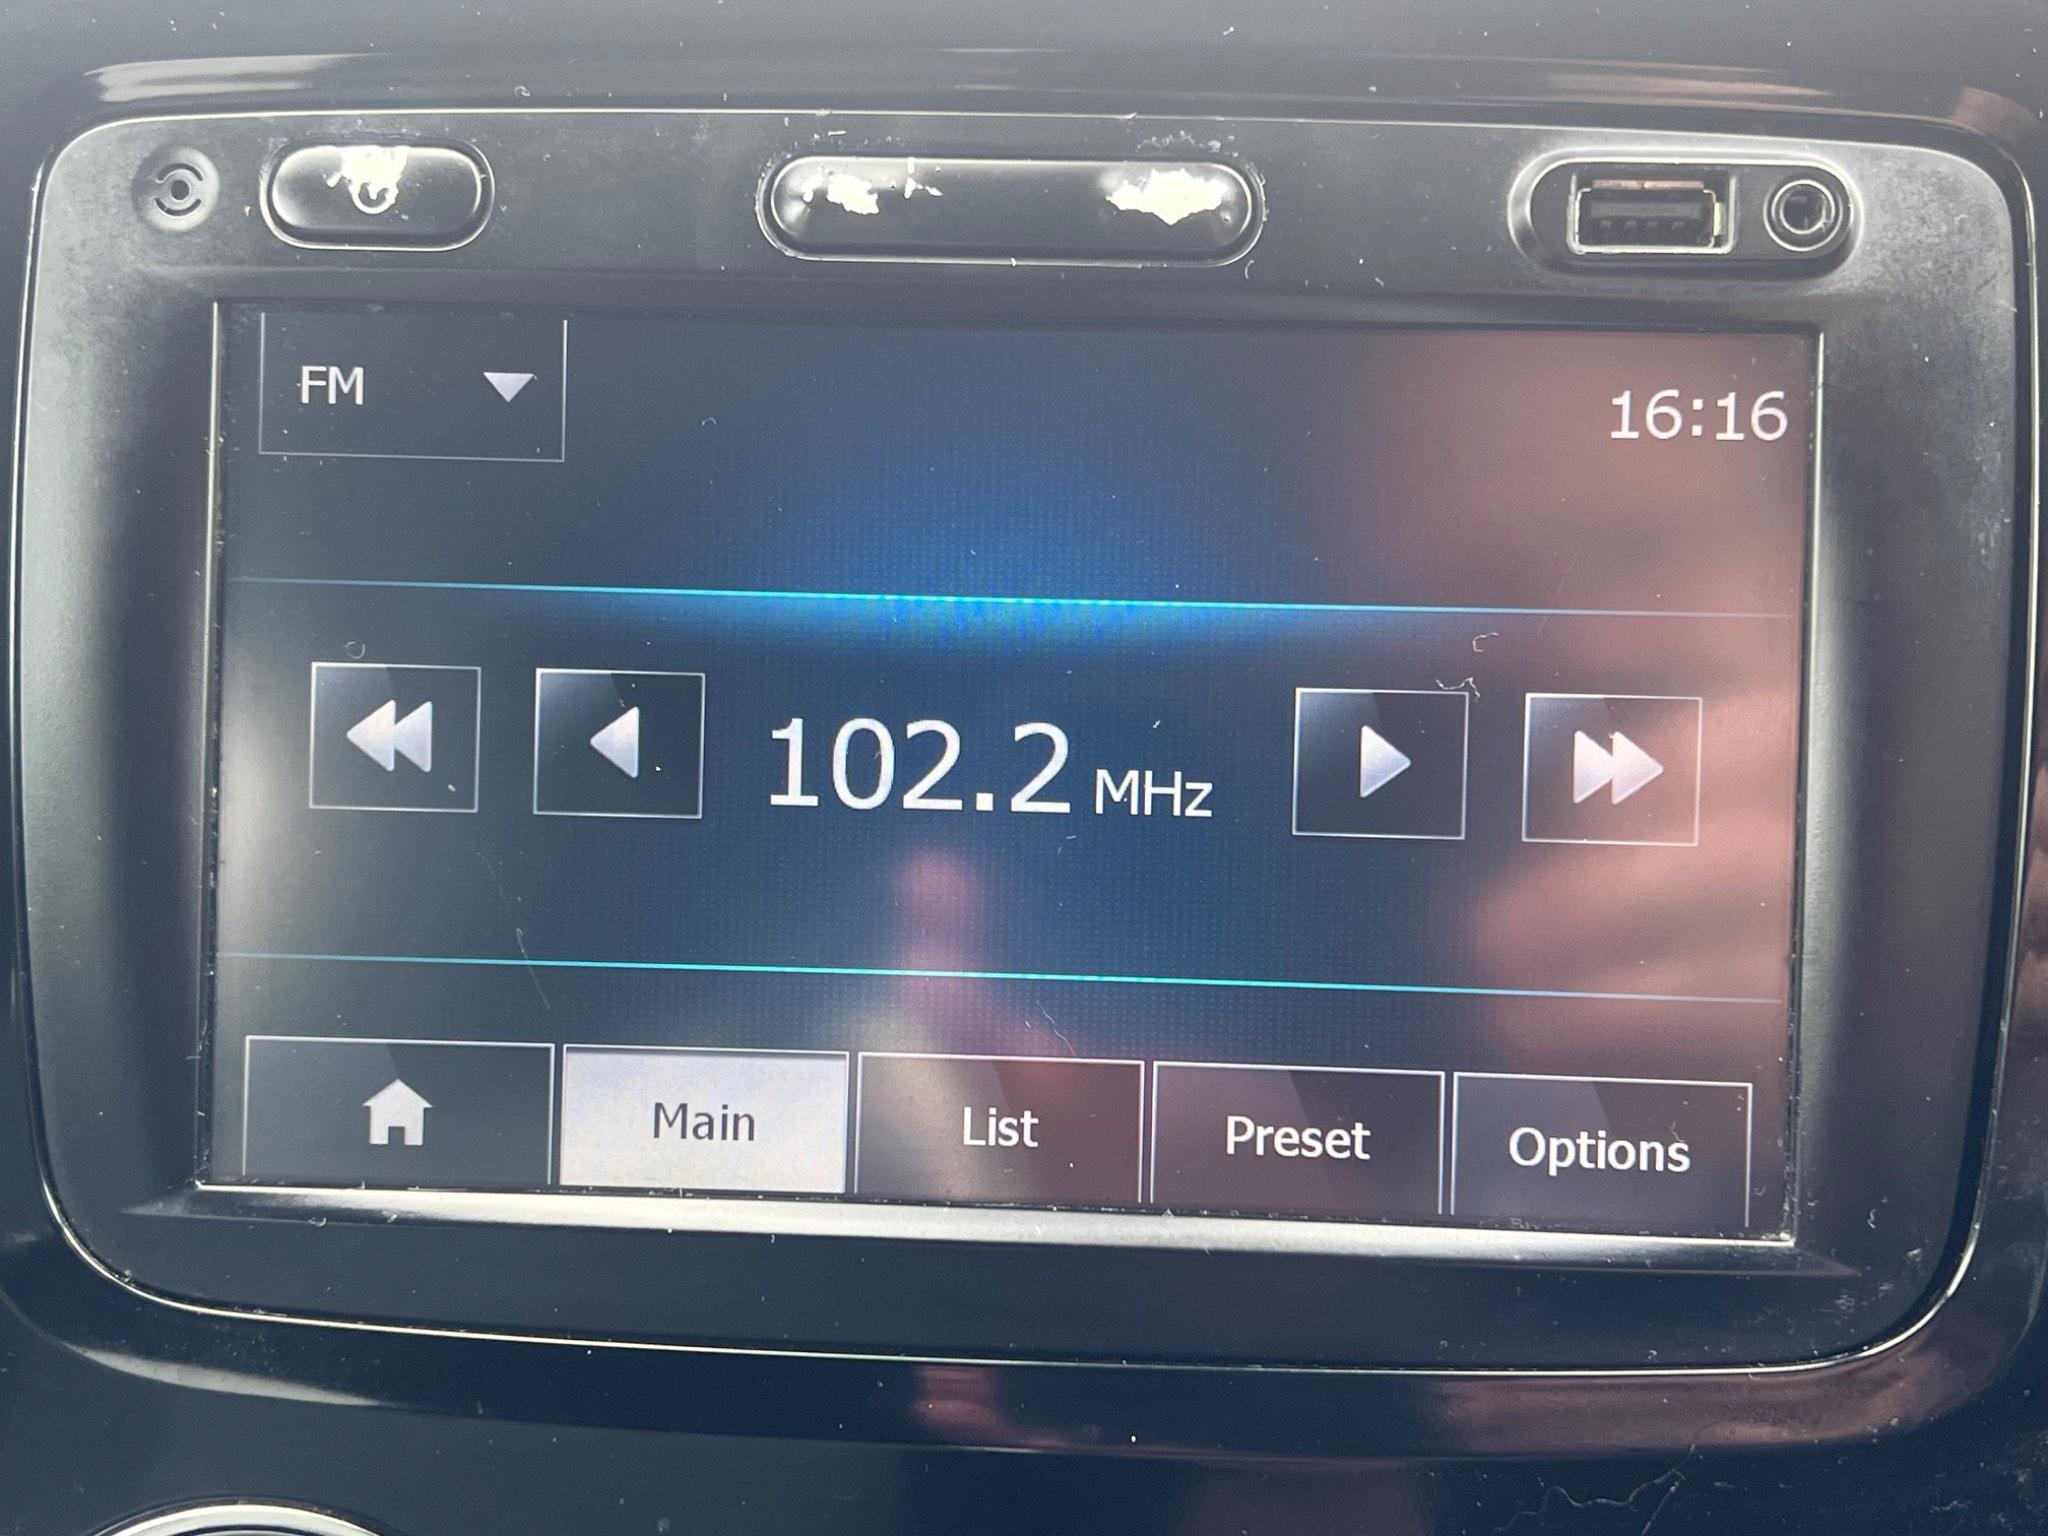 FM
16:16
102.2 MHz
Main
List
Preset
Options